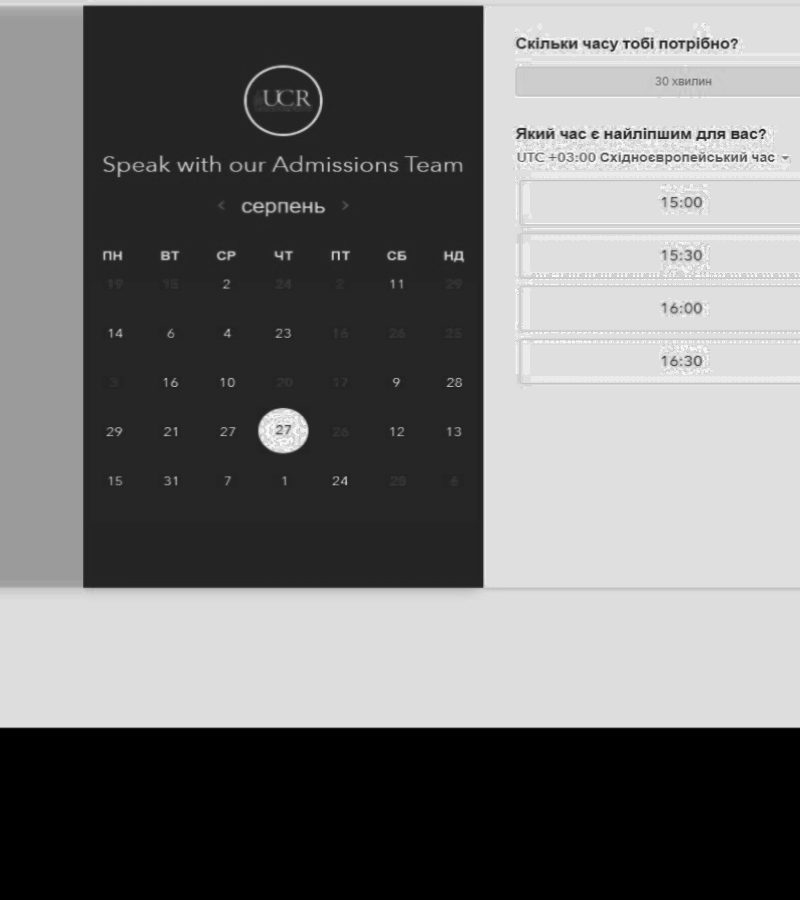 UCR
Speak with our Admissions Team
< серпень >
ПН ВТ СР ЧТ ПТ СБ НД
19 15 2 24 2 11 29
14 6 4 23 16 26 25
3 16 10 20 17 9 28
29 21 27 27 26 12 13
15 31 7 1 24 25 6
Скільки часу тобі потрібно?
30 хвилин
Який час є найліпшим для вас?
UTC +03:00 Східноєвропейський час
15:00
15:30
16:00
16:30